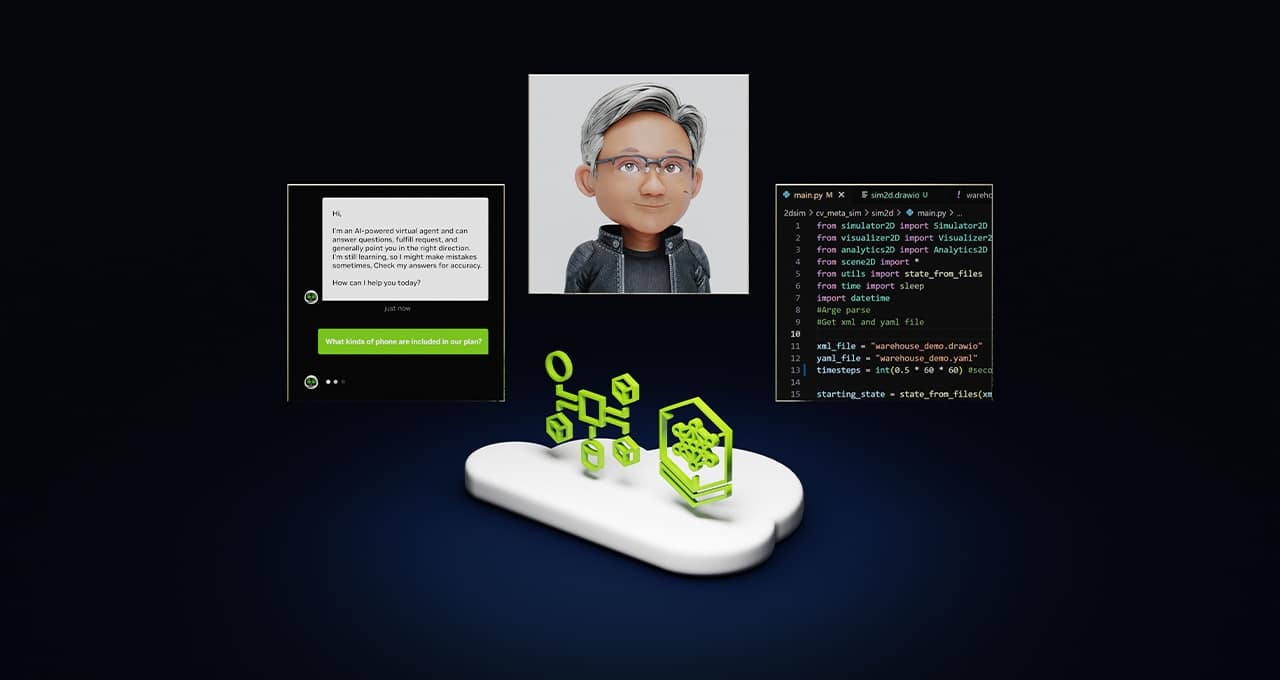 Hi,
I'm an AI-powered virtual agent and can
answer questions, fulfill request, and
generally point you in the right direction.
I'm still learning, so I might make mistakes
sometimes, Check my answers for accuracy.
How can I help you today?
just now
What kinds of phone are included in our plan?
main.py M ✕ sim2d.drawio U ! wareho
2dsim > cv_meta_sim > sim2d > main.py > ...
1 from simulator2D import Simulator2D
2 from visualizer2D import Visualizer2
3 from analytics2D import Analytics2D
4 from scene2D import *
5 from utils import state_from_files
6 from time import sleep
7 import datetime
8 #Arge parse
9 #Get xml and yaml file
10
11 xml_file = "warehouse_demo.drawio"
12 yaml_file = "warehouse_demo.yaml"
13 timesteps = int(0.5 * 60 * 60) #seco
14
15 starting_state = state_from_files(xm